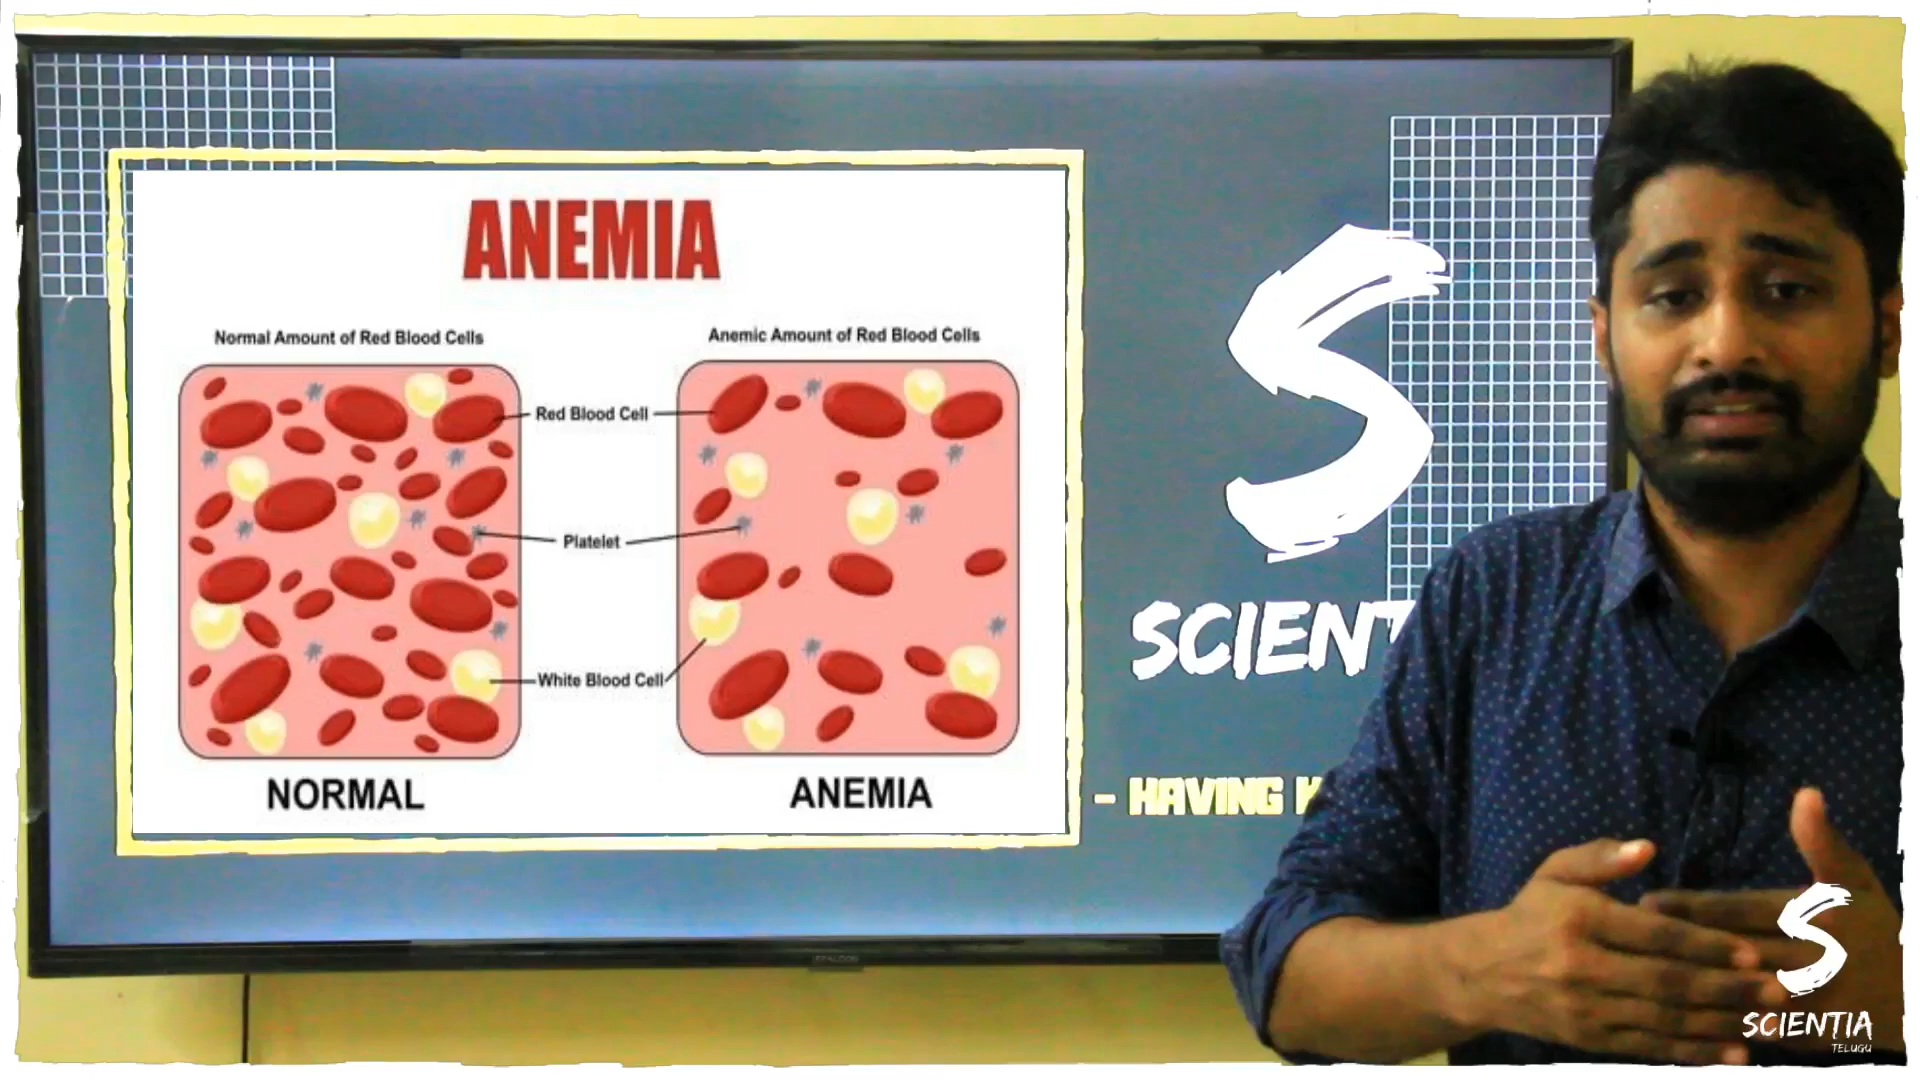 ANEMIA
Normal Amount of Red Blood Cells
Anemic Amount of Red Blood Cells
Red Blood Cell
Platelet
White Blood Cell
NORMAL
ANEMIA
S
SCIENT
- HAVING
S
SCIENTIA
TELUGU